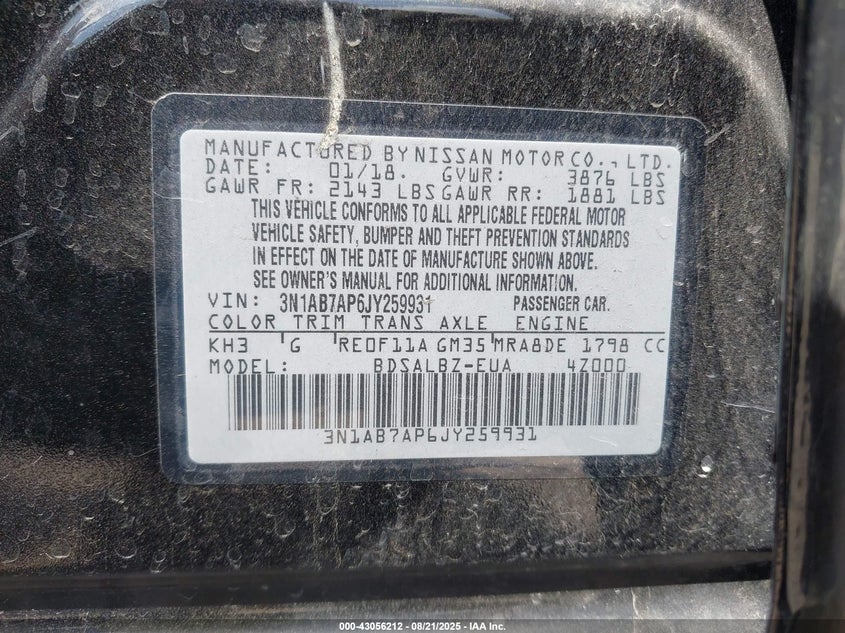 MANUFACTURED BY NISSAN MOTOR CO., LTD.
DATE: 01/18. GVWR: 3876 LBS
GAWR FR: 2143 LBS GAWR RR: 1881 LBS
THIS VEHICLE CONFORMS TO ALL APPLICABLE FEDERAL MOTOR
VEHICLE SAFETY, BUMPER AND THEFT PREVENTION STANDARDS
IN EFFECT ON THE DATE OF MANUFACTURE SHOWN ABOVE.
SEE OWNER'S MANUAL FOR ADDITIONAL INFORMATION.
VIN: 3N1AB7AP6JY259931 PASSENGER CAR.
COLOR TRIM TRANS AXLE ENGINE
KH3 G RE0F11A GM35 MRA8DE 1798 CC
MODEL: BDSALBZ-EUA 4Z000
3N1AB7AP6JY259931
000-43056212 - 08/21/2025 - IAA Inc.